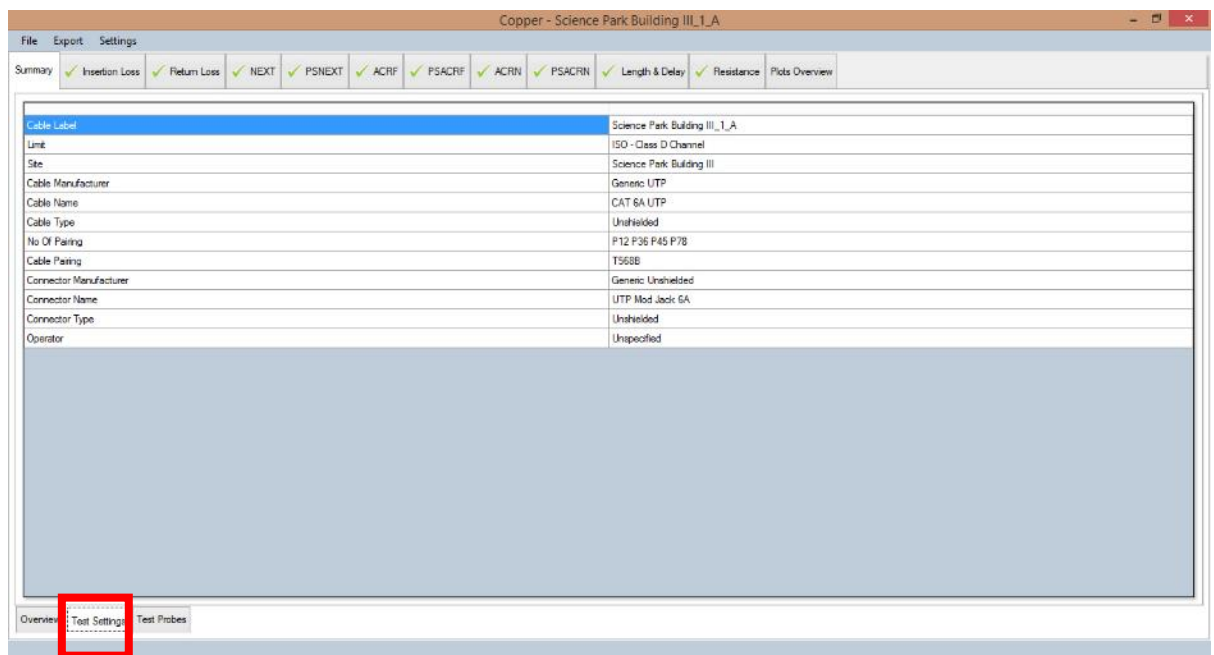 Copper - Science Park Building III_1_A
File Export Settings
Summary Insertion Loss Return Loss NEXT PSNEXT ACRF PSACRF ACRN PSACRN Length & Delay Resistance Plots Overview
Cable Label Science Park Building III_1_A
Limit ISO - Class D Channel
Site Science Park Building III
Cable Manufacturer Generic UTP
Cable Name CAT 6A UTP
Cable Type Unshielded
No Of Pairing P12 P36 P45 P78
Cable Pairing T568B
Connector Manufacturer Generic Unshielded
Connector Name UTP Mod Jack 6A
Connector Type Unshielded
Operator Unspecified
Overview Test Settings Test Probes